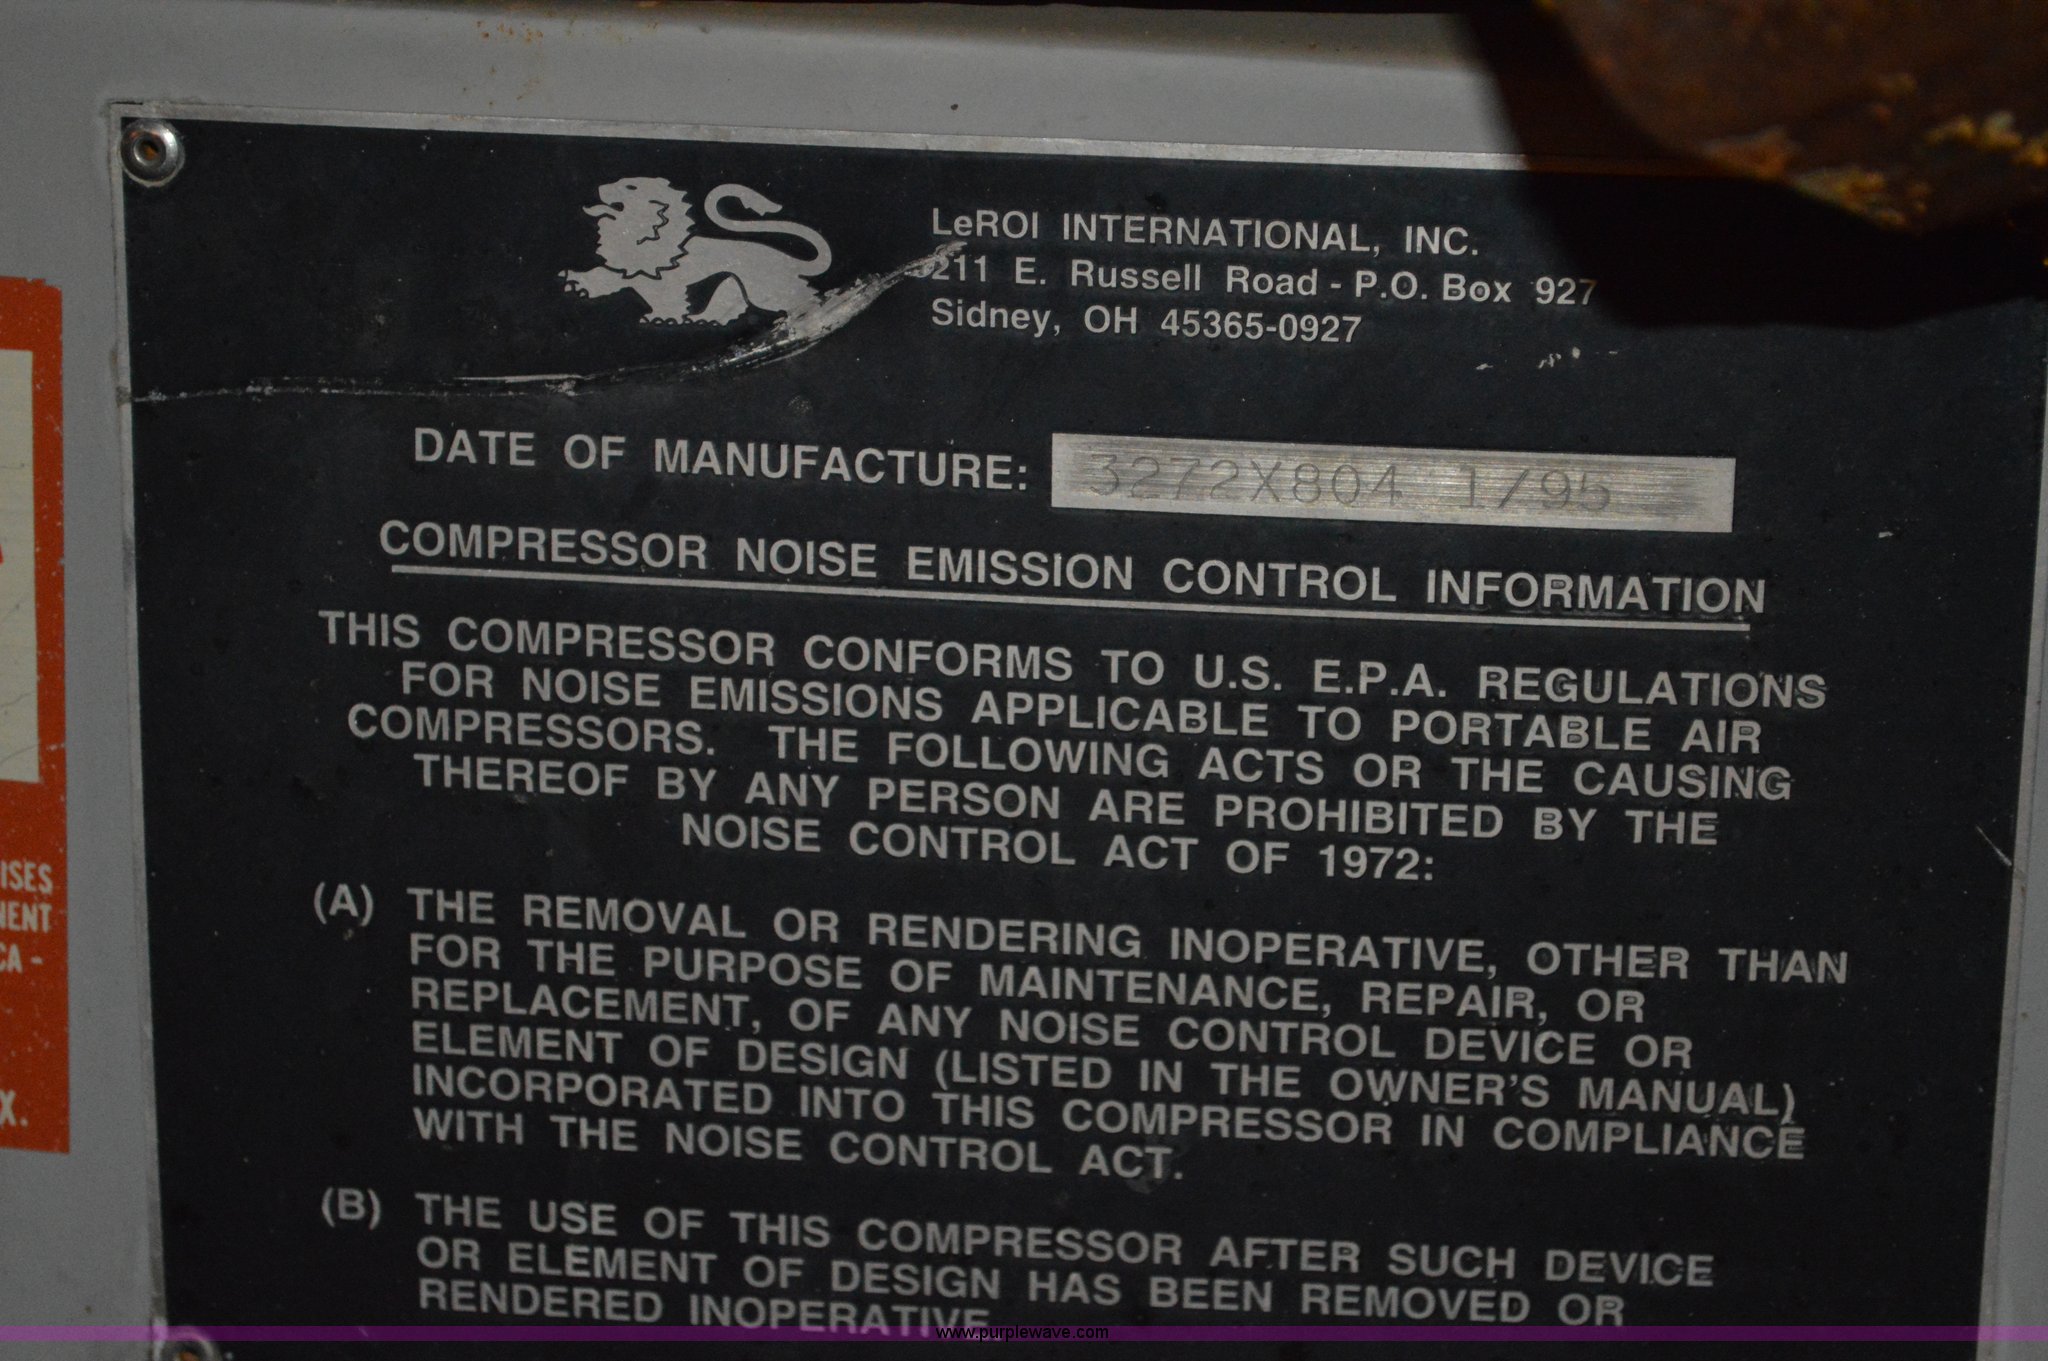 LeROI INTERNATIONAL, INC.
211 E. Russell Road - P.O. Box 927
Sidney, OH 45365-0927
DATE OF MANUFACTURE: 3272X804 1/95
COMPRESSOR NOISE EMISSION CONTROL INFORMATION
THIS COMPRESSOR CONFORMS TO U.S. E.P.A. REGULATIONS
FOR NOISE EMISSIONS APPLICABLE TO PORTABLE AIR
COMPRESSORS. THE FOLLOWING ACTS OR THE CAUSING
THEREOF BY ANY PERSON ARE PROHIBITED BY THE
NOISE CONTROL ACT OF 1972:
(A) THE REMOVAL OR RENDERING INOPERATIVE, OTHER THAN
FOR THE PURPOSE OF MAINTENANCE, REPAIR, OR
REPLACEMENT, OF ANY NOISE CONTROL DEVICE OR
ELEMENT OF DESIGN (LISTED IN THE OWNER'S MANUAL)
INCORPORATED INTO THIS COMPRESSOR IN COMPLIANCE
WITH THE NOISE CONTROL ACT.
(B) THE USE OF THIS COMPRESSOR AFTER SUCH DEVICE
OR ELEMENT OF DESIGN HAS BEEN REMOVED OR
RENDERED INOPERATIVE
ISES
CA -
X.
www.purplewave.com